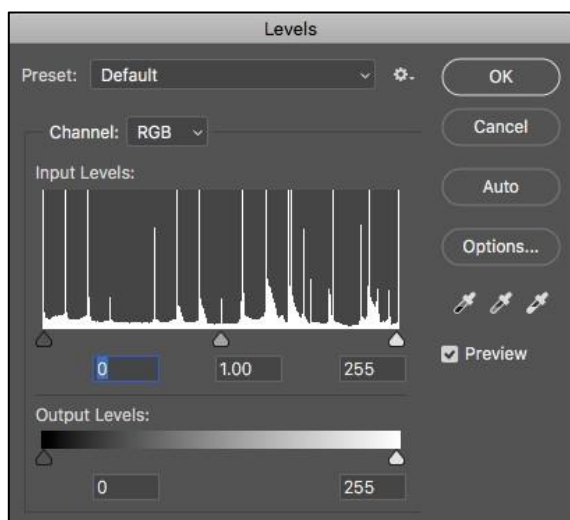 Levels
Preset: Default
OK
Channel: RGB
Cancel
Input Levels:
Auto
Options...
0 1.00 255
Preview
Output Levels:
0 255